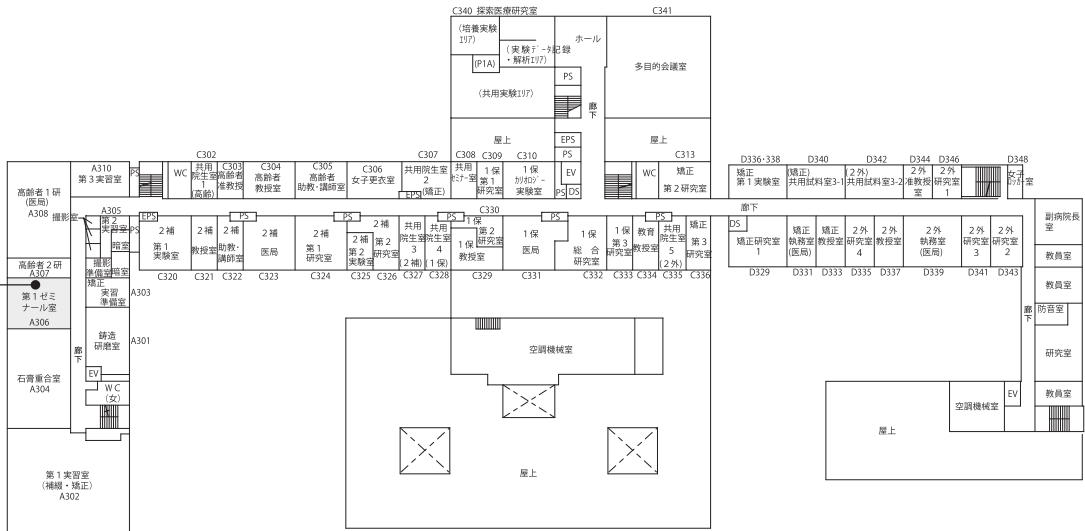 C340 探索医療研究室
C341
(培養実験
エリア)
(実験データ記録
・解析エリア)
(P1A)
(共用実験エリア)
ホール
PS
多目的会議室
廊下
屋上
EPS
PS
EV
PS
DS
屋上
A310
第3実習室
PS
WC
C302
共用
院生室
1
(高齢)
C303
高齢者
准教授
C304
高齢者
教授室
C305
高齢者
助教・講師室
C306
女子更衣室
C307
共用院生室
2
(矯正)
EPS
C308
共用
セミナー室
C309
1保
第1
研究室
C310
1保
カリオロジー
実験室
WC
C313
矯正
第2研究室
D336・338
矯正
第1実験室
D340
(矯正)
共用試料室3-1
D342
(2外)
共用試料室3-2
D344
2外
准教授
室
D346
2外
研究室
1
D348
女子
ロッカー室
高齢者1研
(医局)
A308
撮影室
A305
第2
実習室
暗室
PS
撮影
準備室
暗室
高齢者2研
A307
第1ゼミ
ナール室
A306
矯正
実習
準備室
A303
鋳造
研磨室
A301
EV
WC
(女)
廊下
石膏重合室
A304
第1実習室
(補綴・矯正)
A302
EPS
PS
PS
PS
C330
PS
PS
廊下
2補
第1
実験室
C320
2補
教授室
C321
2補
助教・
講師室
C322
2補
医局
C323
2補
第1
研究室
C324
2補
第2
実験室
C325
2補
第2
研究室
C326
共用
院生室
3
(2補)
C327
共用
院生室
4
(1保)
C328
1保
教授室
C329
1保
第2
研究室
1保
医局
C331
1保
総合
研究室
C332
1保
第3
研究室
C333
教育
教授室
C334
共用
院生室
5
(2外)
C335
矯正
第3
研究室
C336
DS
矯正研究室
1
D329
矯正
執務室
(医局)
D331
矯正
教授室
D333
2外
研究室
4
D335
2外
教授室
D337
2外
執務室
(医局)
D339
2外
研究室
3
D341
2外
研究室
2
D343
副病院長
室
教員室
教員室
防音室
廊下
研究室
教員室
空調機械室
屋上
屋上
空調機械室
EV